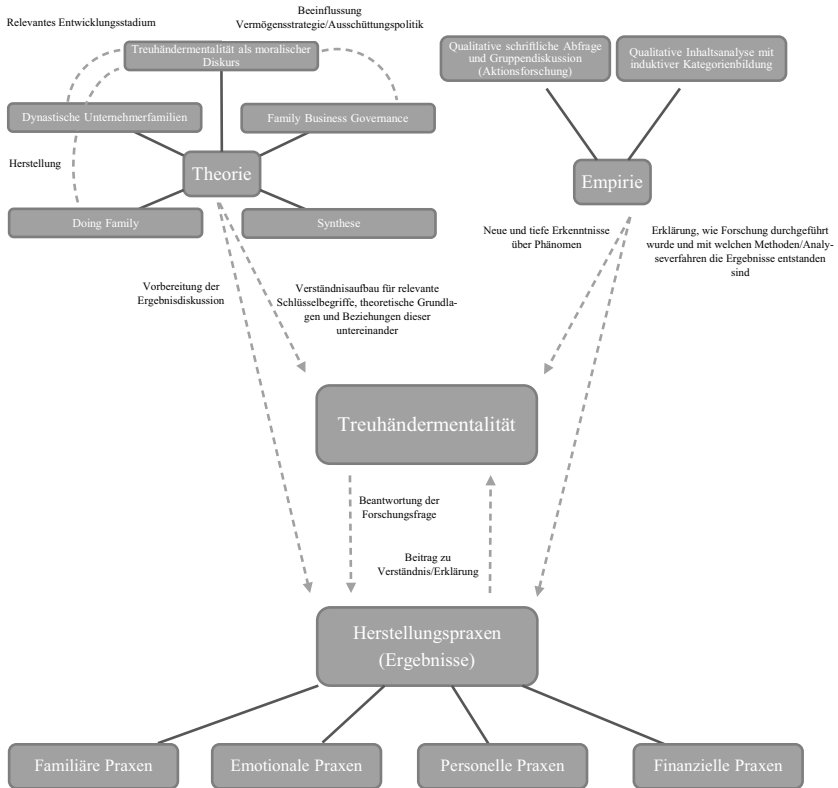 Relevantes Entwicklungsstadium
Beeinflussung
Vermögensstrategie/Ausschüttungspolitik
Treuhändermentalität als moralischer
Diskurs
Dynastische Unternehmerfamilien
Family Business Governance
Herstellung
Theorie
Doing Family
Synthese
Qualitative schriftliche Abfrage
und Gruppendiskussion
(Aktionsforschung)
Qualitative Inhaltsanalyse mit
induktiver Kategorienbildung
Empirie
Vorbereitung der
Ergebnisdiskussion
Verständnisaufbau für relevante
Schlüsselbegriffe, theoretische Grundla-
gen und Beziehungen dieser
untereinander
Neue und tiefe Erkenntnisse
über Phänomen
Erklärung, wie Forschung durchgeführt
wurde und mit welchen Methoden/Analy-
severfahren die Ergebnisse entstanden
sind
Treuhändermentalität
Beantwortung der
Forschungsfrage
Beitrag zu
Verständnis/Erklärung
Herstellungspraxen
(Ergebnisse)
Familiäre Praxen
Emotionale Praxen
Personelle Praxen
Finanzielle Praxen